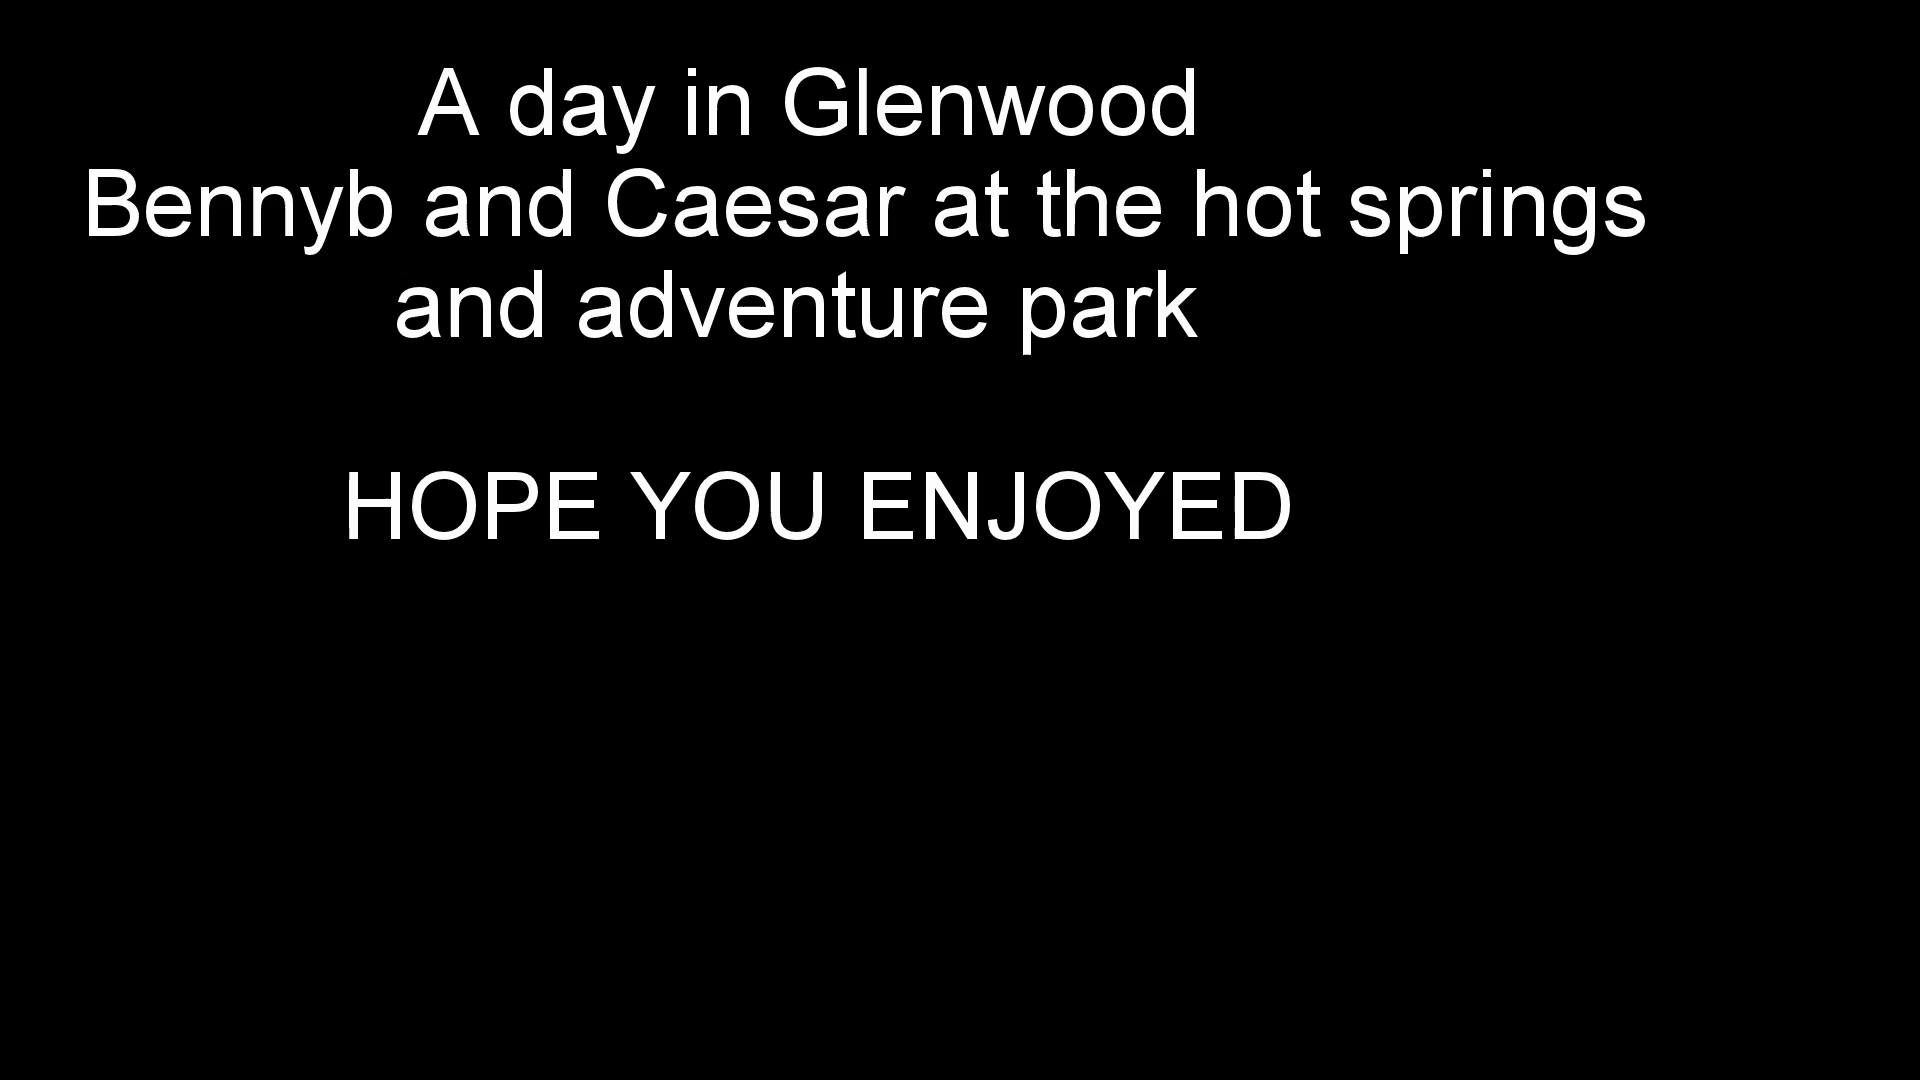 A day in Glenwood
Bennyb and Caesar at the hot springs
and adventure park
HOPE YOU ENJOYED